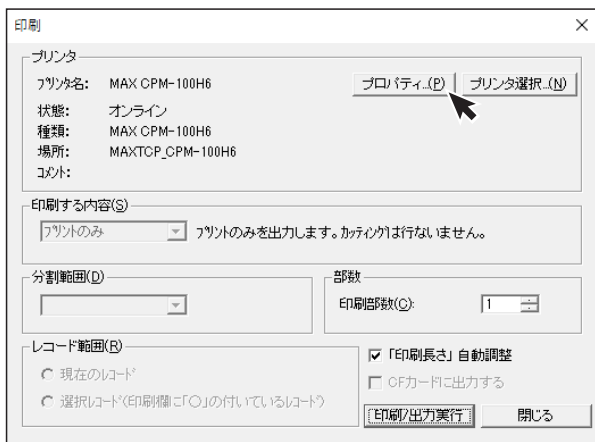 印刷
プリンタ
プリンタ名: MAX CPM-100H6
プロパティ...(P) プリンタ選択...(N)
状態: オンライン
種類: MAX CPM-100H6
場所: MAXTCP_CPM-100H6
コメント:
印刷する内容(S)
プリントのみ プリントのみを出力します。カッティングは行ないません。
分割範囲(D)
部数
印刷部数(C): 1
レコード範囲(R)
現在のレコード
選択レコード(印刷欄に「○」の付いているレコード)
「印刷長さ」自動調整
CFカードに出力する
印刷/出力実行 閉じる